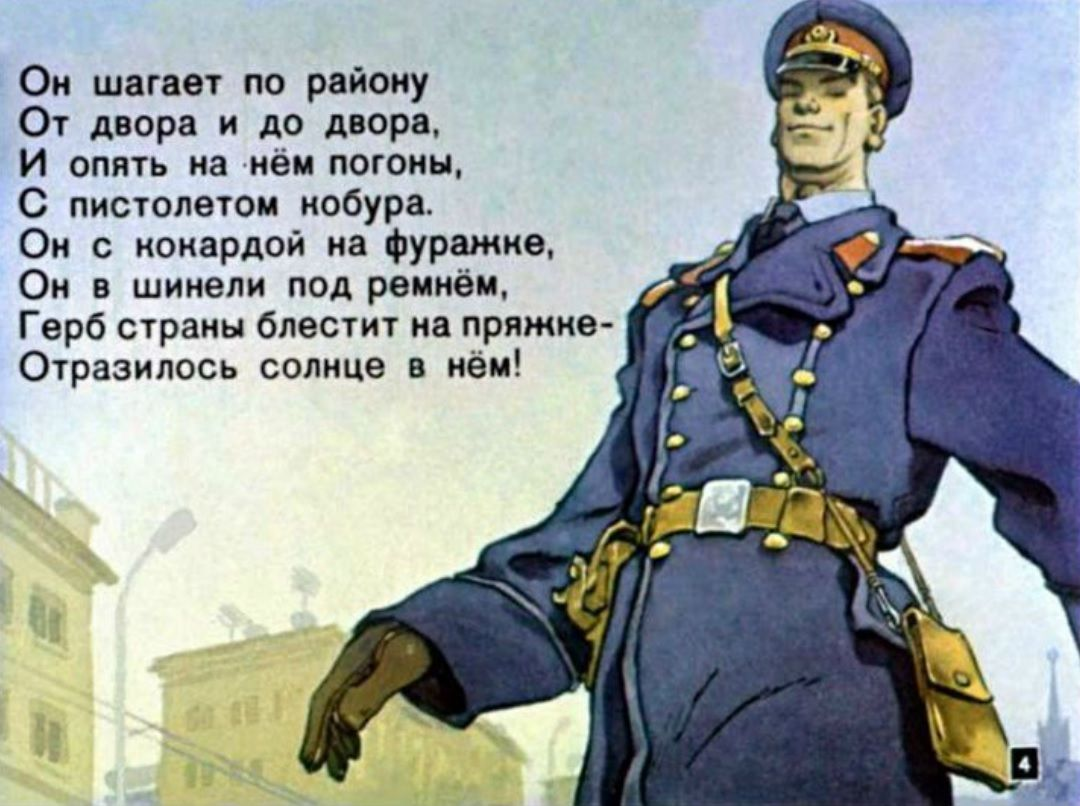 Он шагает по району
От двора и до двора,
И опять на нём погоны,
С пистолетом кобура.
Он с кокардой на фуражке,
Он в шинели под ремнём,
Герб страны блестит на пряжке-
Отразилось солнце в нём!
4